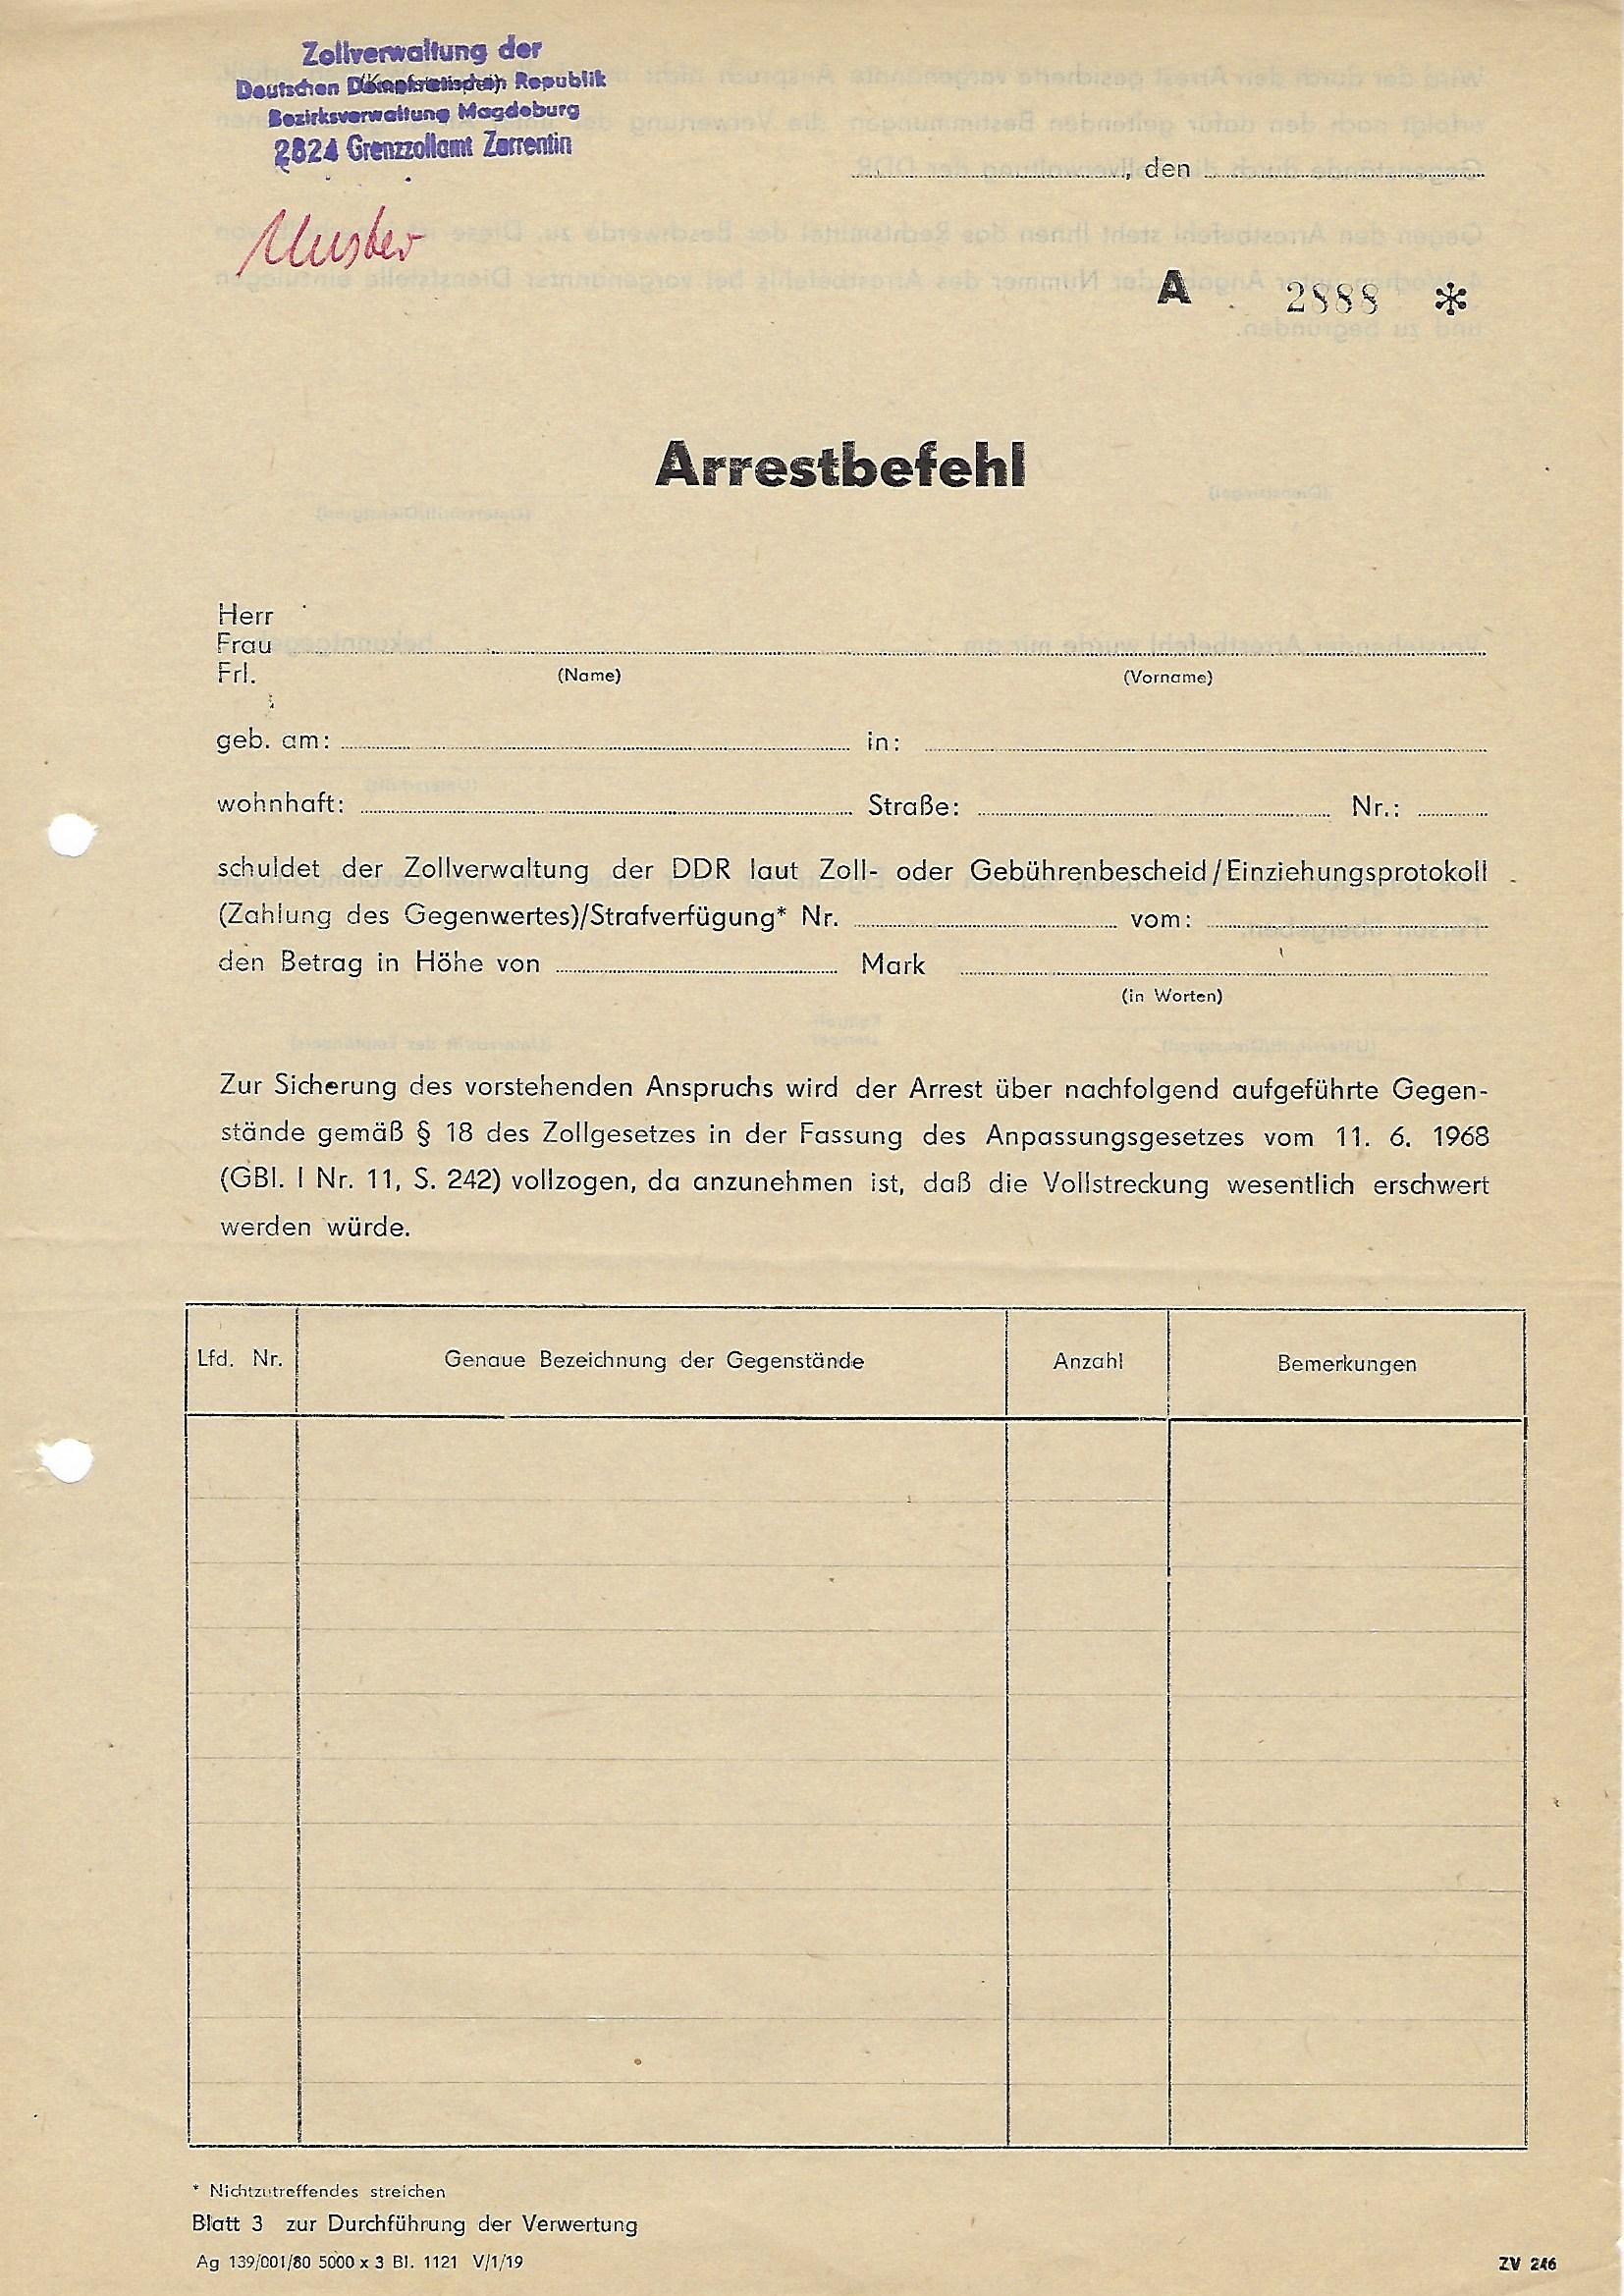 Zollverwaltung der
Deutschen Demokratischen Republik
Bezirksverwaltung Magdeburg
2824 Grenzzollamt Zarrentin
, den
Muster
A 2888 *
Arrestbefehl
Herr
Frau
Frl.
(Name) (Vorname)
geb. am: in:
wohnhaft: Straße: Nr.:
schuldet der Zollverwaltung der DDR laut Zoll- oder Gebührenbescheid/Einziehungsprotokoll
(Zahlung des Gegenwertes)/Strafverfügung* Nr. vom:
den Betrag in Höhe von Mark
(in Worten)
Zur Sicherung des vorstehenden Anspruchs wird der Arrest über nachfolgend aufgeführte Gegen-
stände gemäß § 18 des Zollgesetzes in der Fassung des Anpassungsgesetzes vom 11. 6. 1968
(GBl. I Nr. 11, S. 242) vollzogen, da anzunehmen ist, daß die Vollstreckung wesentlich erschwert
werden würde.
Lfd. Nr. Genaue Bezeichnung der Gegenstände Anzahl Bemerkungen
* Nichtzutreffendes streichen
Blatt 3 zur Durchführung der Verwertung
Ag 139/001/80 5000 x 3 Bl. 1121 V/1/19
ZV 246